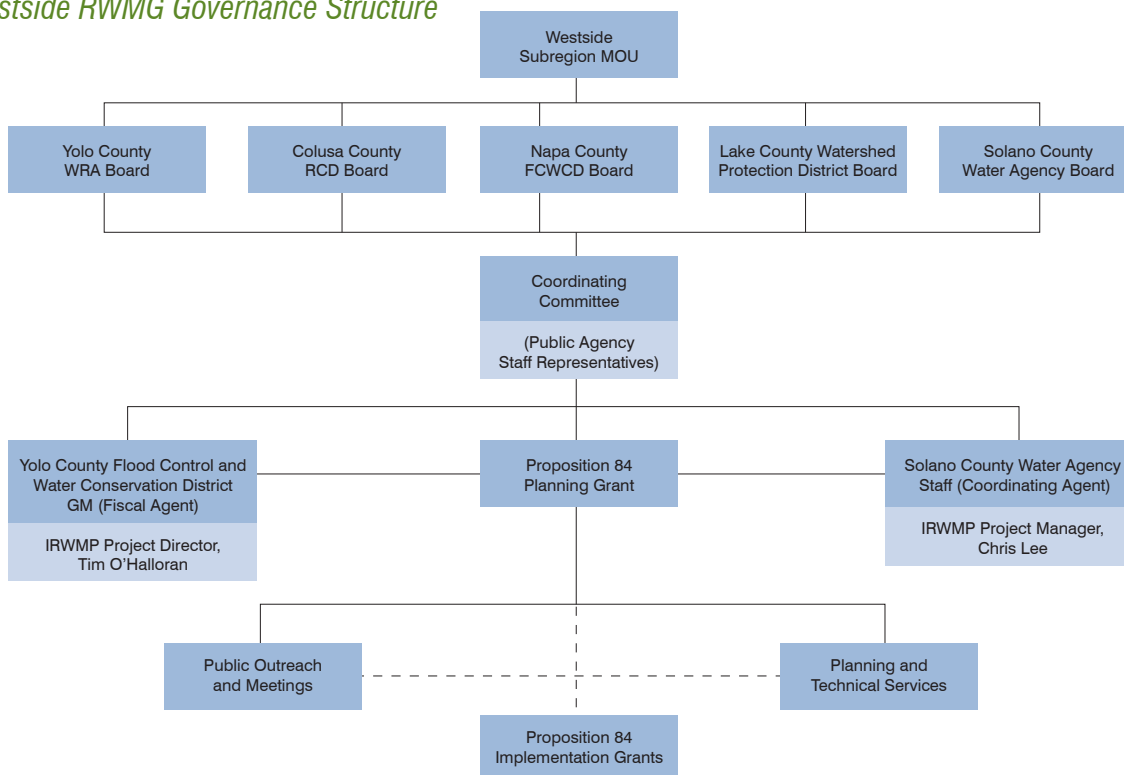 RWMG Governance Structure
Westside
Subregion MOU
Yolo County
WRA Board
Colusa County
RCD Board
Napa County
FCWCD Board
Lake County Watershed
Protection District Board
Solano County
Water Agency Board
Coordinating
Committee
(Public Agency
Staff Representatives)
Yolo County Flood Control and
Water Conservation District
GM (Fiscal Agent)
IRWMP Project Director,
Tim O’Halloran
Proposition 84
Planning Grant
Solano County Water Agency
Staff (Coordinating Agent)
IRWMP Project Manager,
Chris Lee
Public Outreach
and Meetings
Planning and
Technical Services
Proposition 84
Implementation Grants